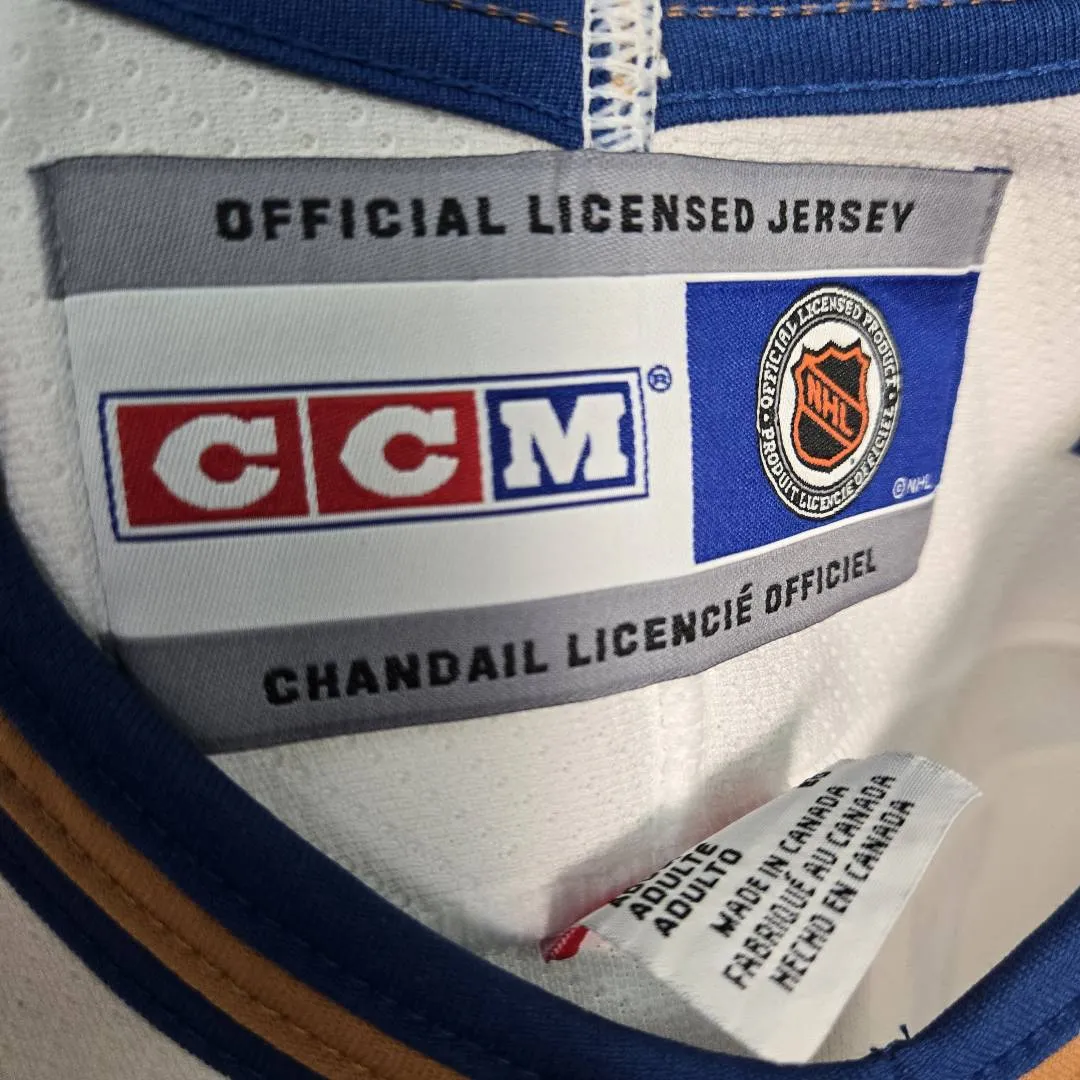 OFFICIAL LICENSED JERSEY
CCM®
OFFICIAL LICENSED PRODUCT
NHL
PRODUIT LICENCIE OFFICIEL
©NHL
CHANDAIL LICENCIÉ OFFICIEL
ADULTE
ADULTO
MADE IN CANADA
FABRIQUÉ AU CANADA
HECHO EN CANADA